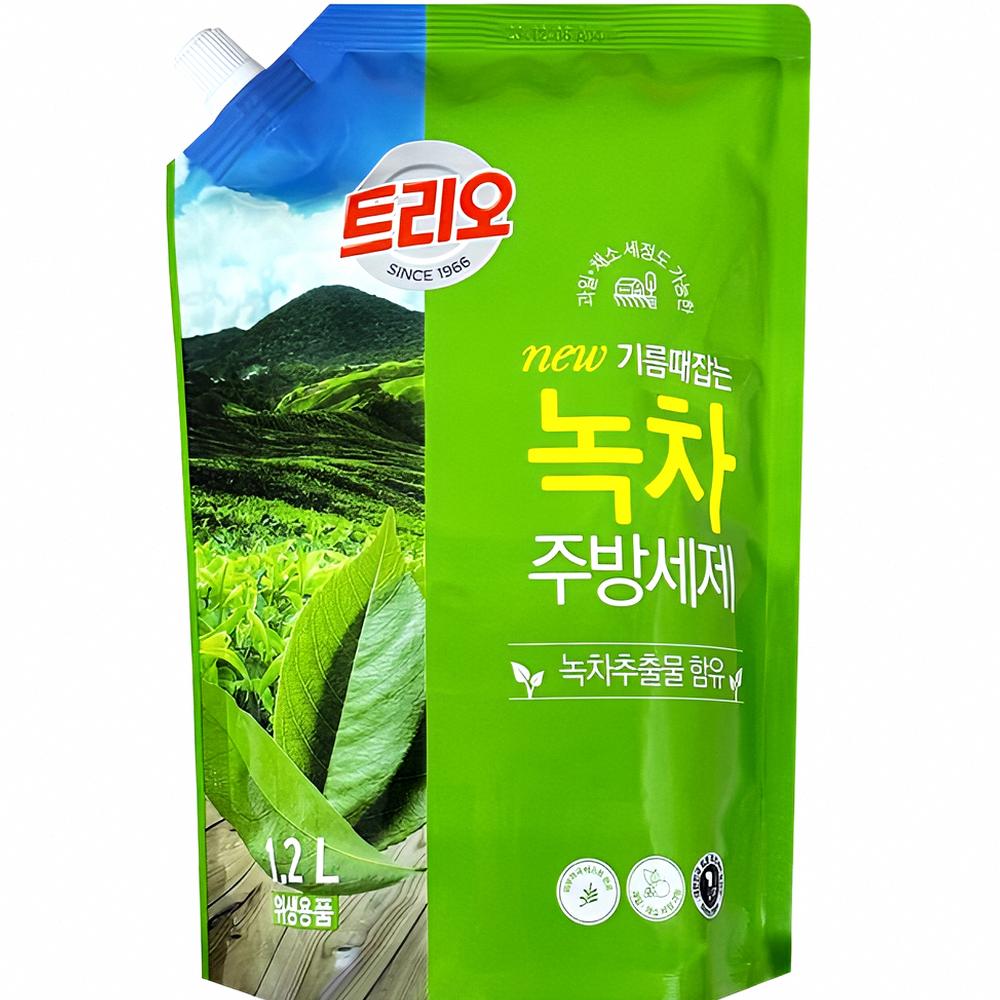 트리오
SINCE 1966
과일·채소 세정도 가능한
new 기름때잡는
녹차
주방세제
녹차추출물 함유
1.2 L
위생용품